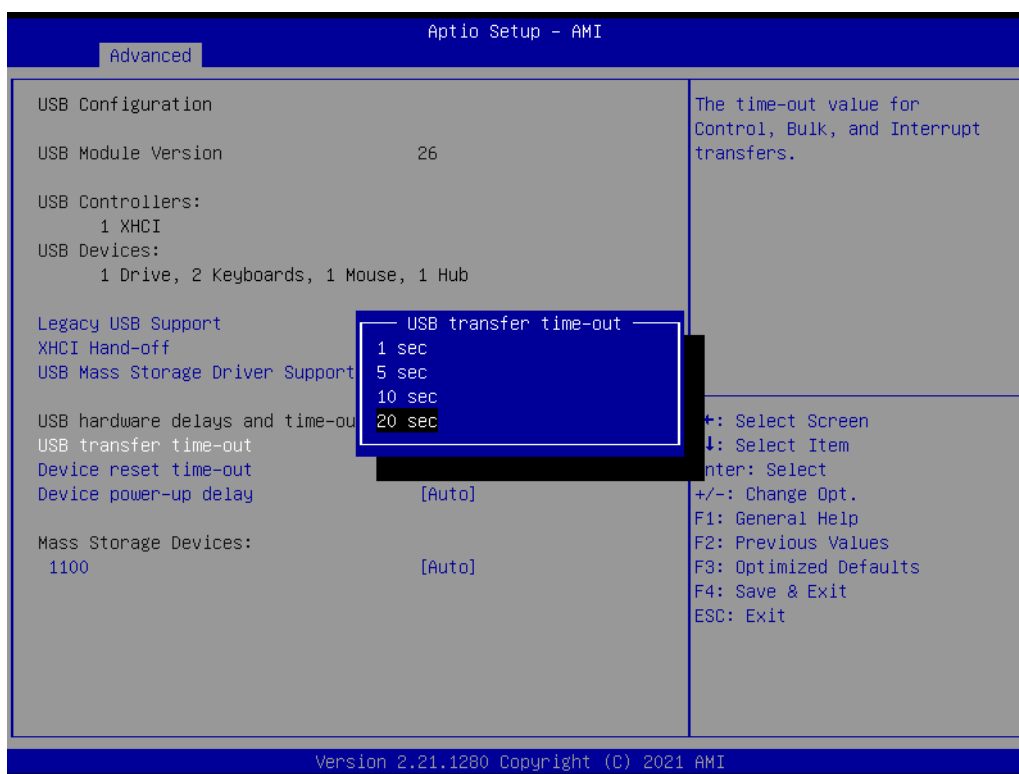 Aptio Setup – AMI
Advanced
USB Configuration
USB Module Version 26
USB Controllers:
1 XHCI
USB Devices:
1 Drive, 2 Keyboards, 1 Mouse, 1 Hub
Legacy USB Support
XHCI Hand-off
USB Mass Storage Driver Support
USB hardware delays and time-ou
USB transfer time-out
Device reset time-out
Device power-up delay [Auto]
Mass Storage Devices:
1100 [Auto]
USB transfer time-out
1 sec
5 sec
10 sec
20 sec
The time-out value for
Control, Bulk, and Interrupt
transfers.
←: Select Screen
↓: Select Item
nter: Select
+/-: Change Opt.
F1: General Help
F2: Previous Values
F3: Optimized Defaults
F4: Save & Exit
ESC: Exit
Version 2.21.1280 Copyright (C) 2021 AMI